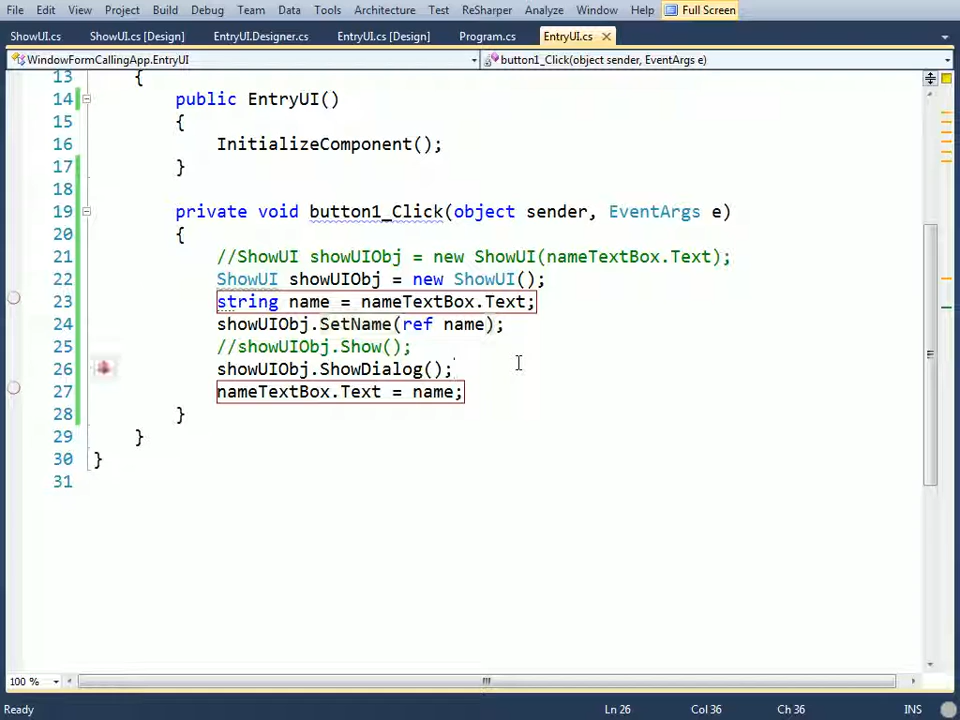 File Edit View Project Build Debug Team Data Tools Architecture Test ReSharper Analyze Window Help Full Screen
ShowUI.cs ShowUI.cs [Design] EntryUI.Designer.cs EntryUI.cs [Design] Program.cs EntryUI.cs
WindowFormCallingApp.EntryUI button1_Click(object sender, EventArgs e)
13 {
14 public EntryUI()
15 {
16 InitializeComponent();
17 }
18
19 private void button1_Click(object sender, EventArgs e)
20 {
21 //ShowUI showUIObj = new ShowUI(nameTextBox.Text);
22 ShowUI showUIObj = new ShowUI();
23 string name = nameTextBox.Text;
24 showUIObj.SetName(ref name);
25 //showUIObj.Show();
26 showUIObj.ShowDialog();
27 nameTextBox.Text = name;
28 }
29 }
30 }
31
100 %
Ready Ln 26 Col 36 Ch 36 INS